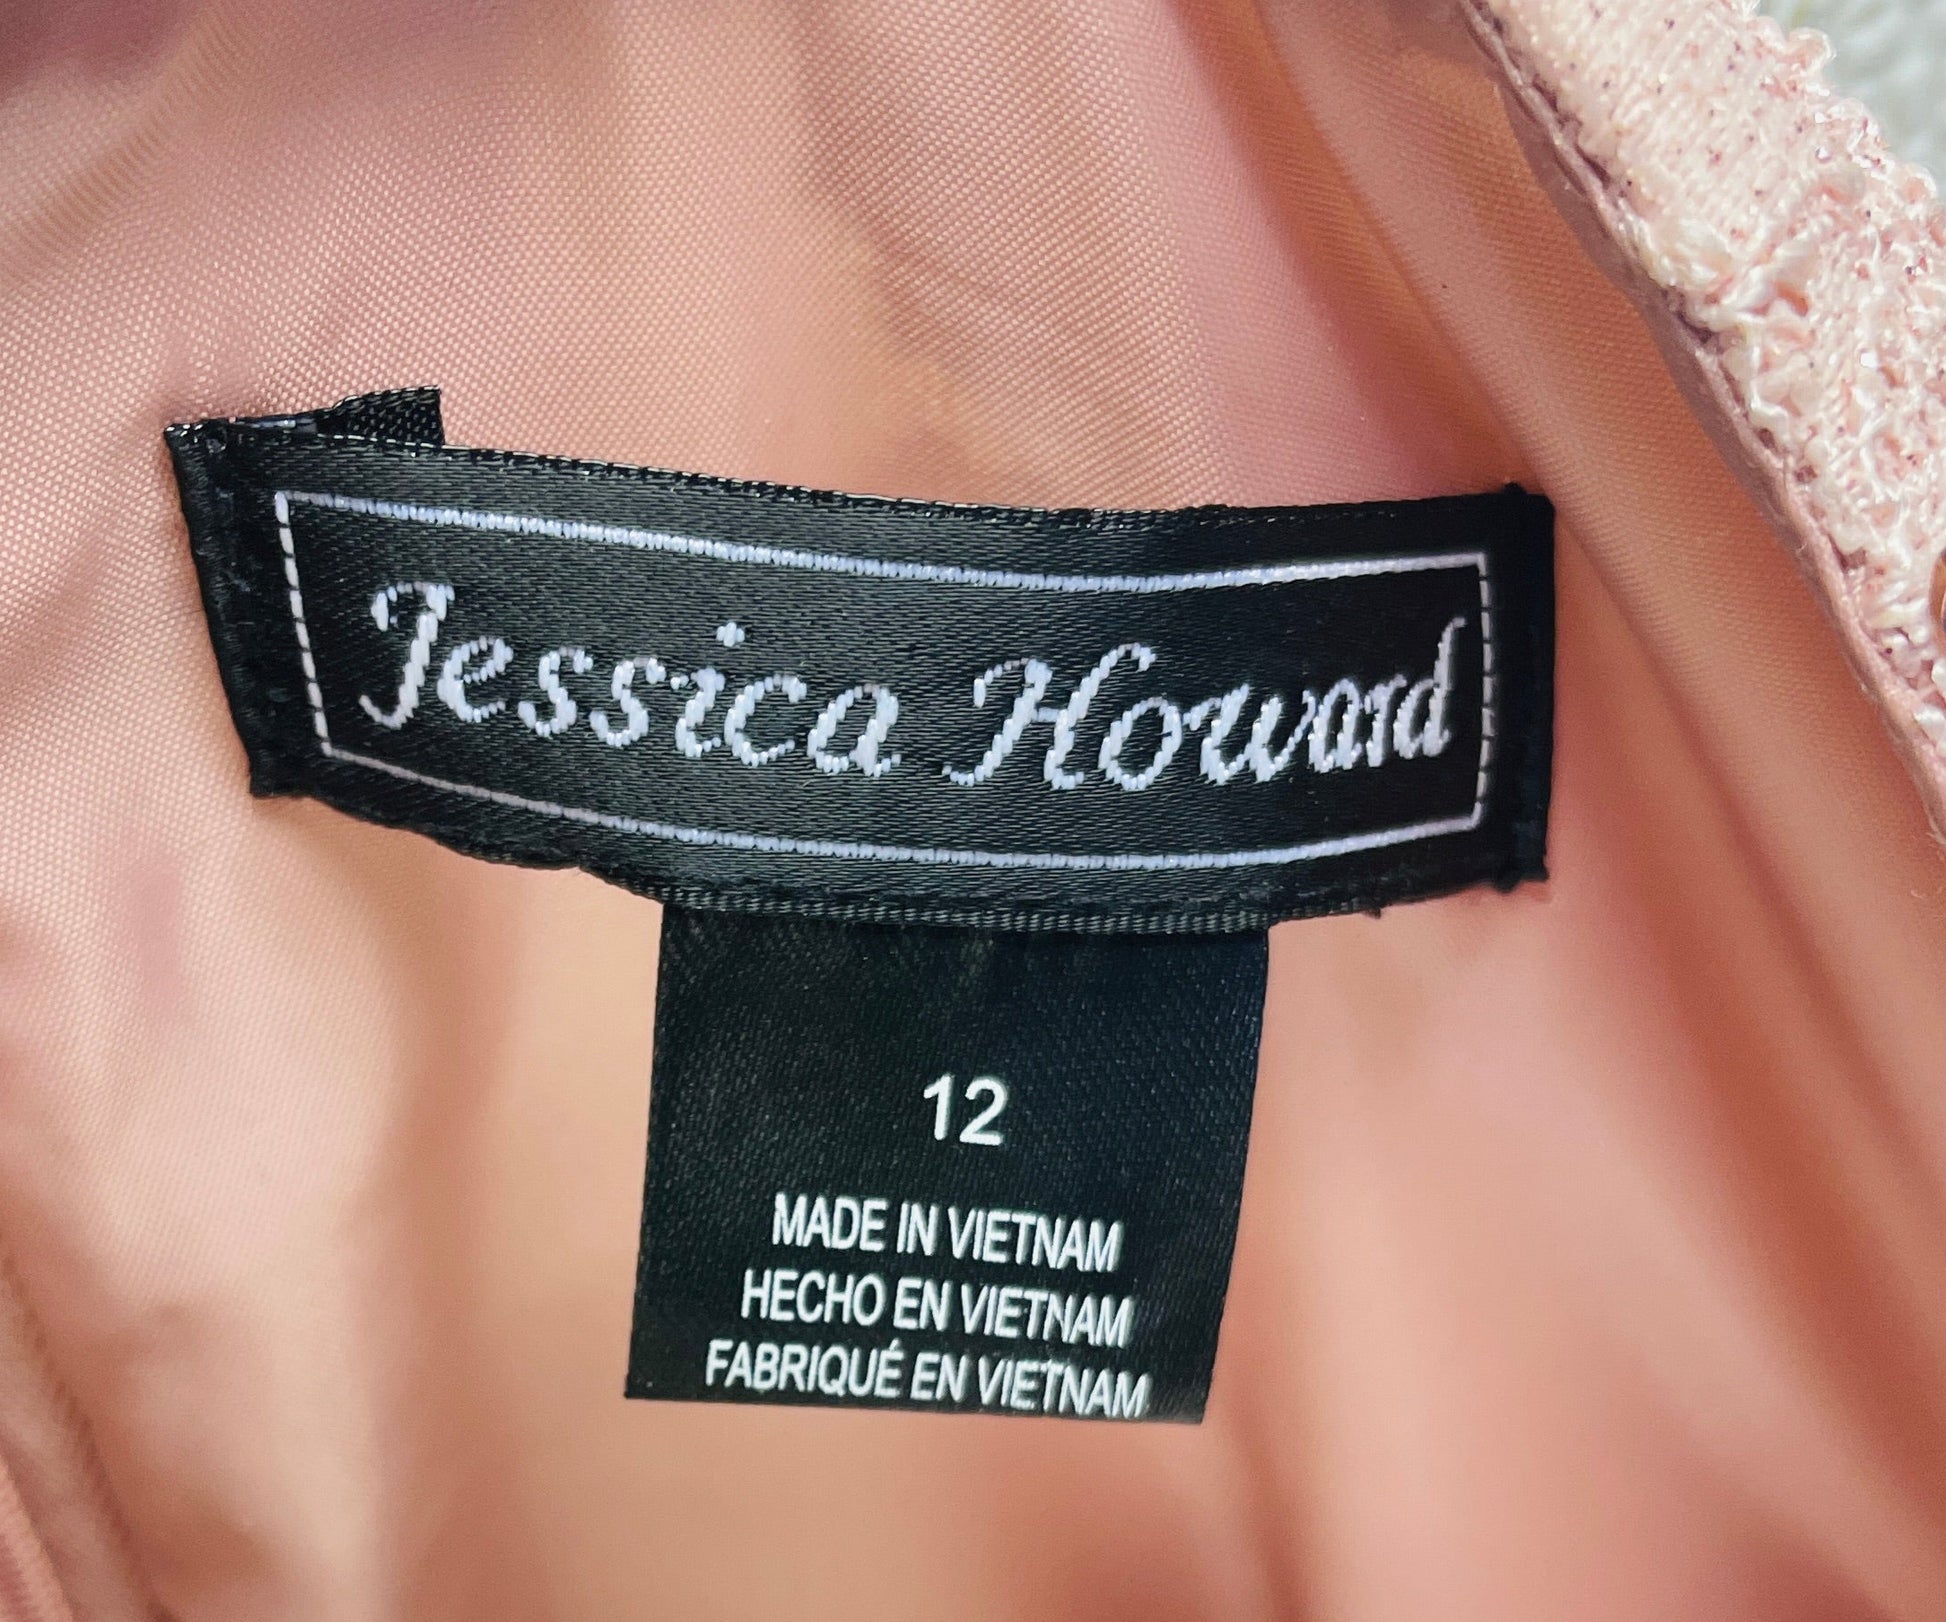 Jessica Howard
12
MADE IN VIETNAM
HECHO EN VIETNAM
FABRIQUÉ EN VIETNAM